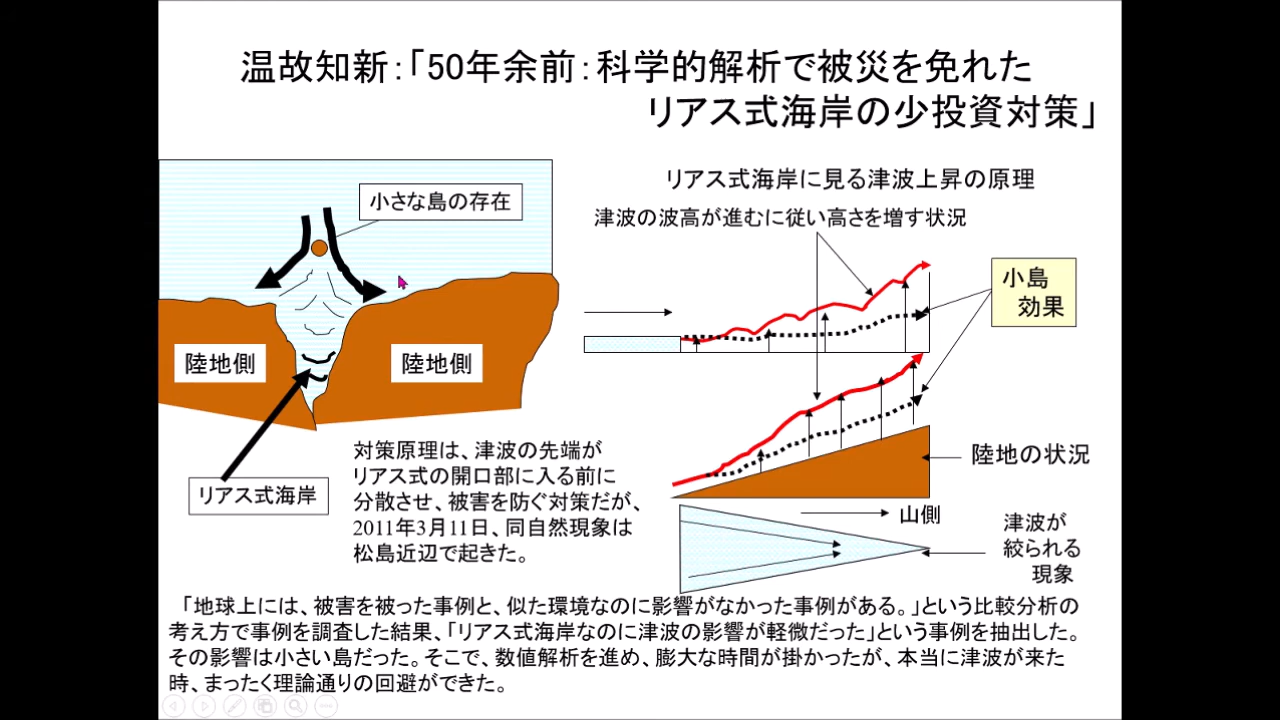 温故知新：「50年余前：科学的解析で被災を免れた
リアス式海岸の少投資対策」
小さな島の存在
陸地側
陸地側
リアス式海岸
対策原理は、津波の先端が
リアス式の開口部に入る前に
分散させ、被害を防ぐ対策だが、
2011年3月11日、同自然現象は
松島近辺で起きた。
リアス式海岸に見る津波上昇の原理
津波の波高が進むに従い高さを増す状況
小島
効果
陸地の状況
山側
津波が
絞られる
現象
「地球上には、被害を被った事例と、似た環境なのに影響がなかった事例がある。」という比較分析の
考え方で事例を調査した結果、「リアス式海岸なのに津波の影響が軽微だった」という事例を抽出した。
その影響は小さい島だった。そこで、数値解析を進め、膨大な時間が掛かったが、本当に津波が来た
時、まったく理論通りの回避ができた。